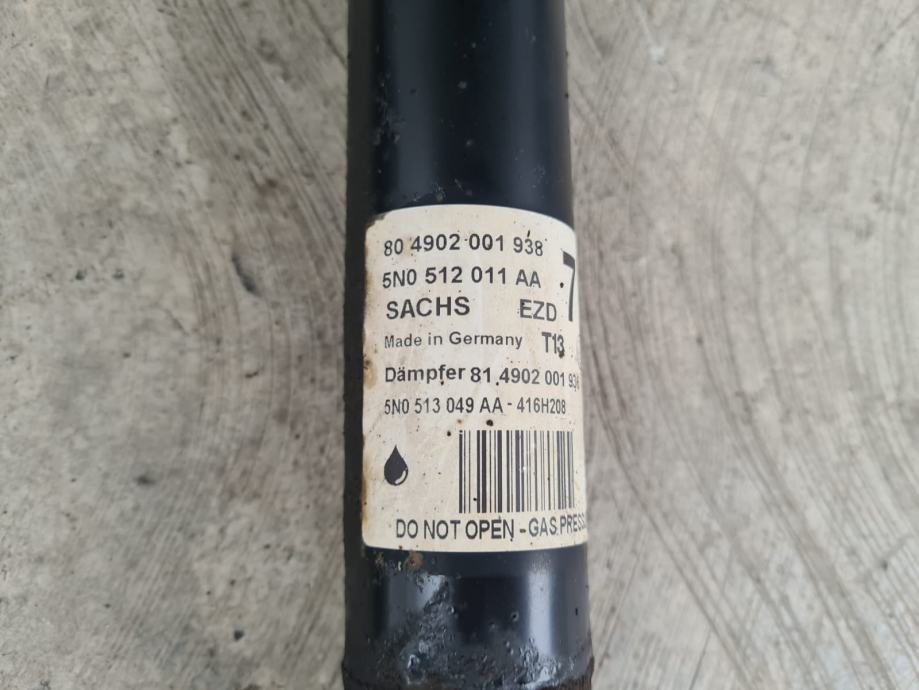 80 4902 001 938
5N0 512 011 AA
7
SACHS EZD
Made in Germany T13
Dämpfer 81.4902 001
5N0 513 049 AA - 416H208
DO NOT OPEN - GAS